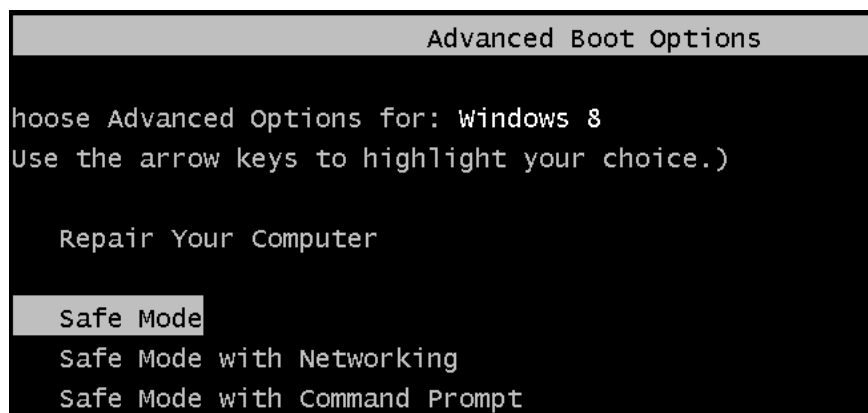 Advanced Boot Options
hoose Advanced Options for: Windows 8
Use the arrow keys to highlight your choice.)
Repair Your Computer
Safe Mode
Safe Mode with Networking
Safe Mode with Command Prompt